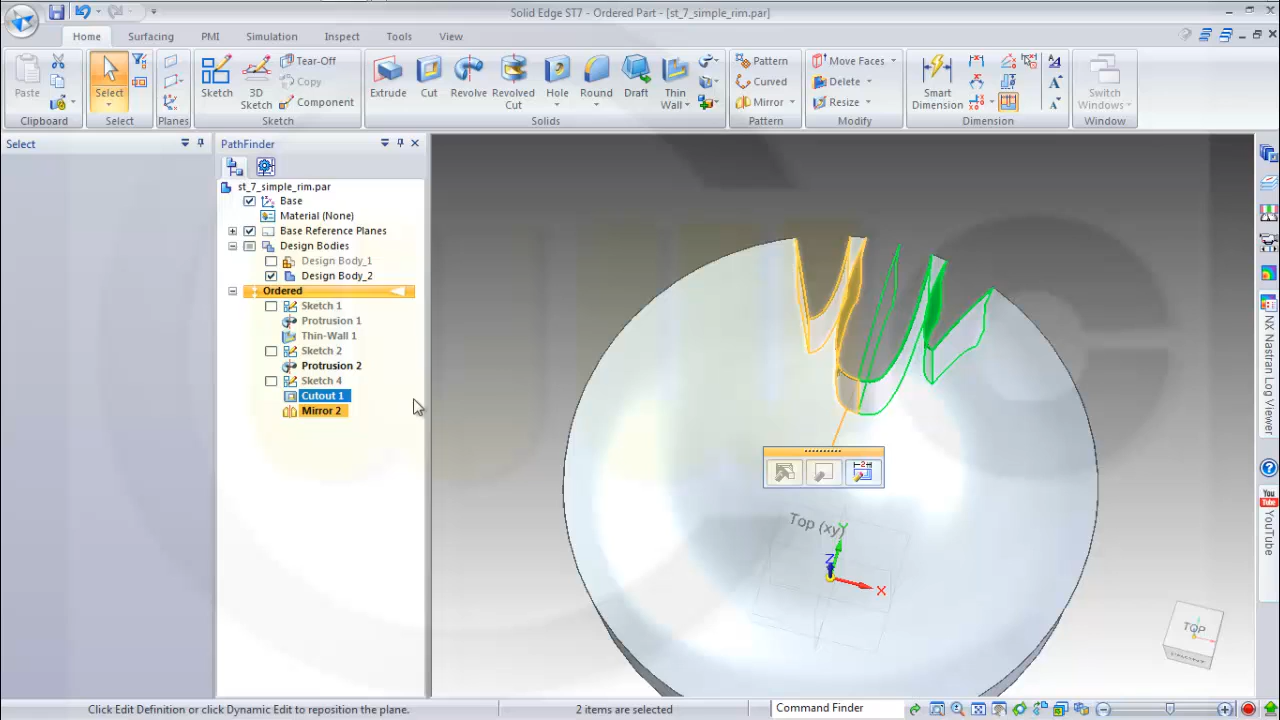 Solid Edge ST7 - Ordered Part - [st_7_simple_rim.par]
Home Surfacing PMI Simulation Inspect Tools View
Paste Select Sketch 3D Sketch Tear-Off Copy Component Extrude Cut Revolve Revolved Cut Hole Round Draft Thin Wall Pattern Curved Mirror Move Faces Delete Resize Smart Dimension Switch Windows
Clipboard Select Planes Sketch Solids Pattern Modify Dimension Window
Select PathFinder
st_7_simple_rim.par
Base
Material (None)
Base Reference Planes
Design Bodies
Design Body_1
Design Body_2
Ordered
Sketch 1
Protrusion 1
Thin-Wall 1
Sketch 2
Protrusion 2
Sketch 4
Cutout 1
Mirror 2
Top (xy)
Y
Z
X
TOP
NX Nastran Log Viewer
You Tube
YouTube
Click Edit Definition or click Dynamic Edit to reposition the plane. 2 items are selected Command Finder